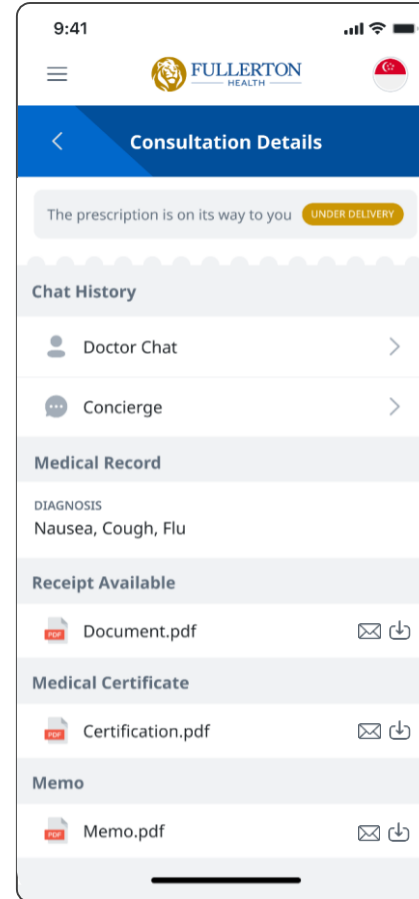 9:41
FULLERTON
HEALTH
Consultation Details
The prescription is on its way to you UNDER DELIVERY
Chat History
Doctor Chat
Concierge
Medical Record
DIAGNOSIS
Nausea, Cough, Flu
Receipt Available
PDF Document.pdf
Medical Certificate
PDF Certification.pdf
Memo
PDF Memo.pdf